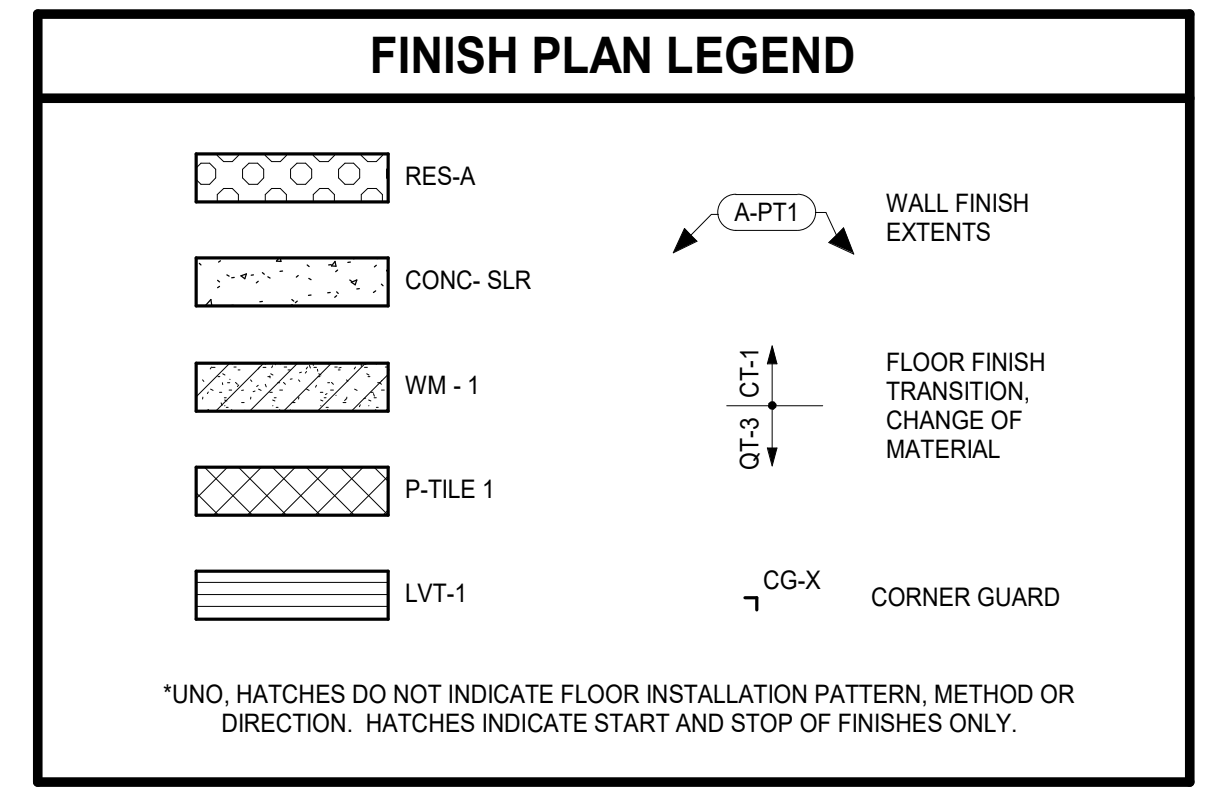 FINISH PLAN LEGEND
RES-A
CONC- SLR
WM - 1
P-TILE 1
LVT-1
A-PT1
WALL FINISH
EXTENTS
CT-1
QT-3
FLOOR FINISH
TRANSITION,
CHANGE OF
MATERIAL
CG-X
CORNER GUARD
*UNO, HATCHES DO NOT INDICATE FLOOR INSTALLATION PATTERN, METHOD OR
DIRECTION.  HATCHES INDICATE START AND STOP OF FINISHES ONLY.